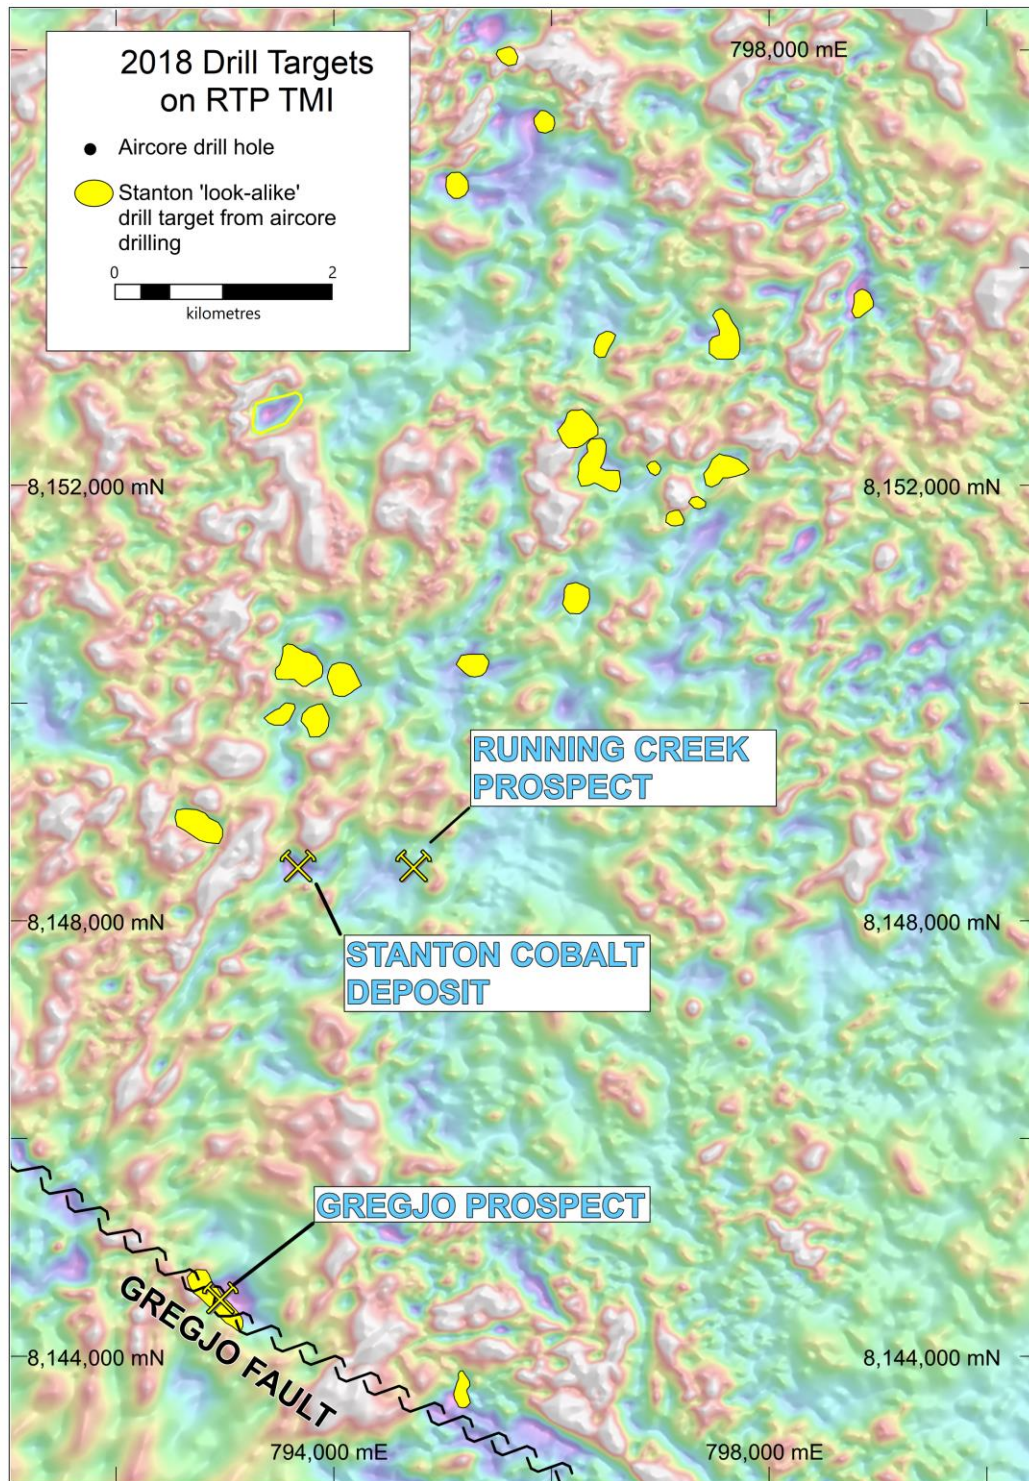 2018 Drill Targets
on RTP TMI
Aircore drill hole
Stanton 'look-alike'
drill target from aircore
drilling
0 2
kilometres
798,000 mE
8,152,000 mN 8,152,000 mN
RUNNING CREEK
PROSPECT
8,148,000 mN 8,148,000 mN
STANTON COBALT
DEPOSIT
GREGJO PROSPECT
GREGJO FAULT
8,144,000 mN 8,144,000 mN
794,000 mE 798,000 mE